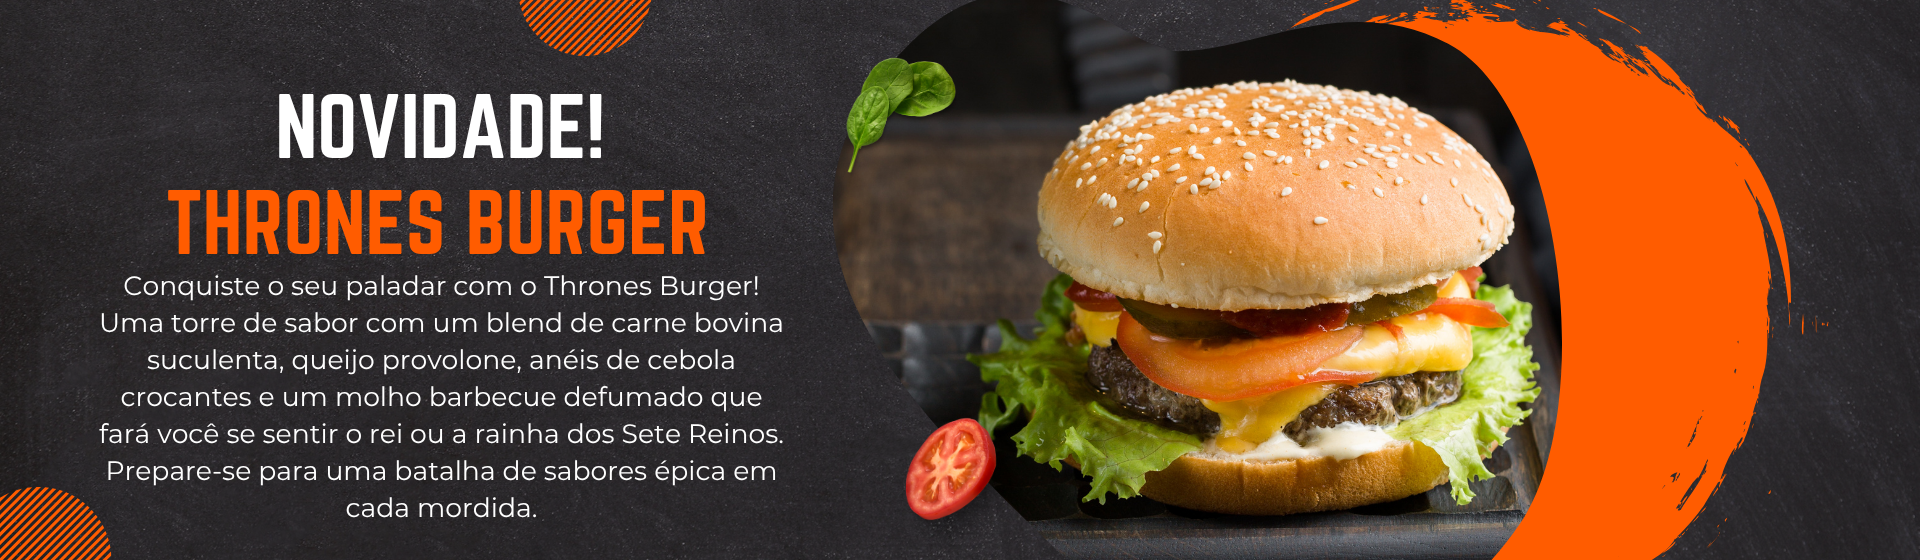 NOVIDADE!
THRONES BURGER
Conquiste o seu paladar com o Thrones Burger!
Uma torre de sabor com um blend de carne bovina
suculenta, queijo provolone, anéis de cebola
crocantes e um molho barbecue defumado que
fará você se sentir o rei ou a rainha dos Sete Reinos.
Prepare-se para uma batalha de sabores épica em
cada mordida.